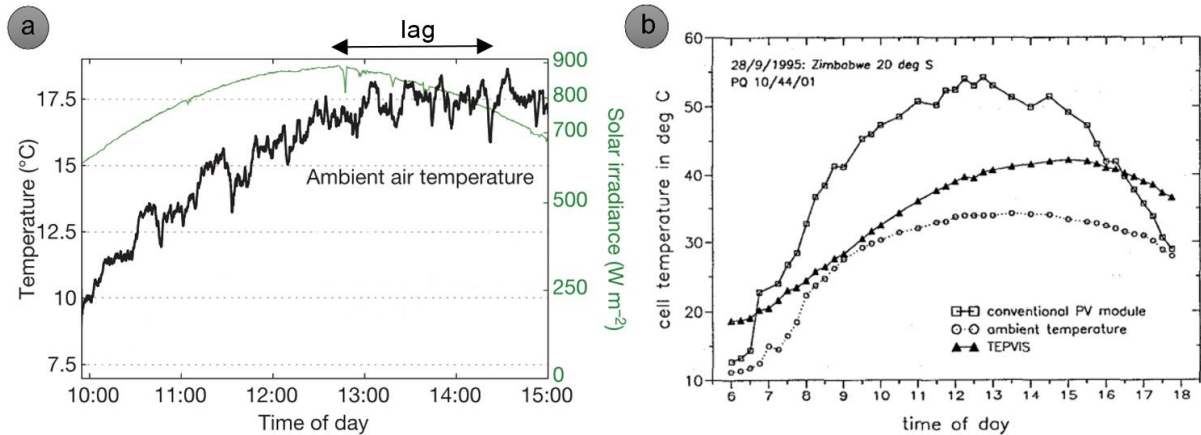 a
lag
17.5
15
12.5
10
7.5
Temperature (°C)
Ambient air temperature
900
800
700
500
250
0
Solar irradiance (W m⁻²)
10:00 11:00 12:00 13:00 14:00 15:00
Time of day
b
60
50
40
30
20
10
cell temperature in deg C
28/9/1995: Zimbabwe 20 deg S
PQ 10/44/01
conventional PV module
ambient temperature
TEPVIS
6 7 8 9 10 11 12 13 14 15 16 17 18
time of day